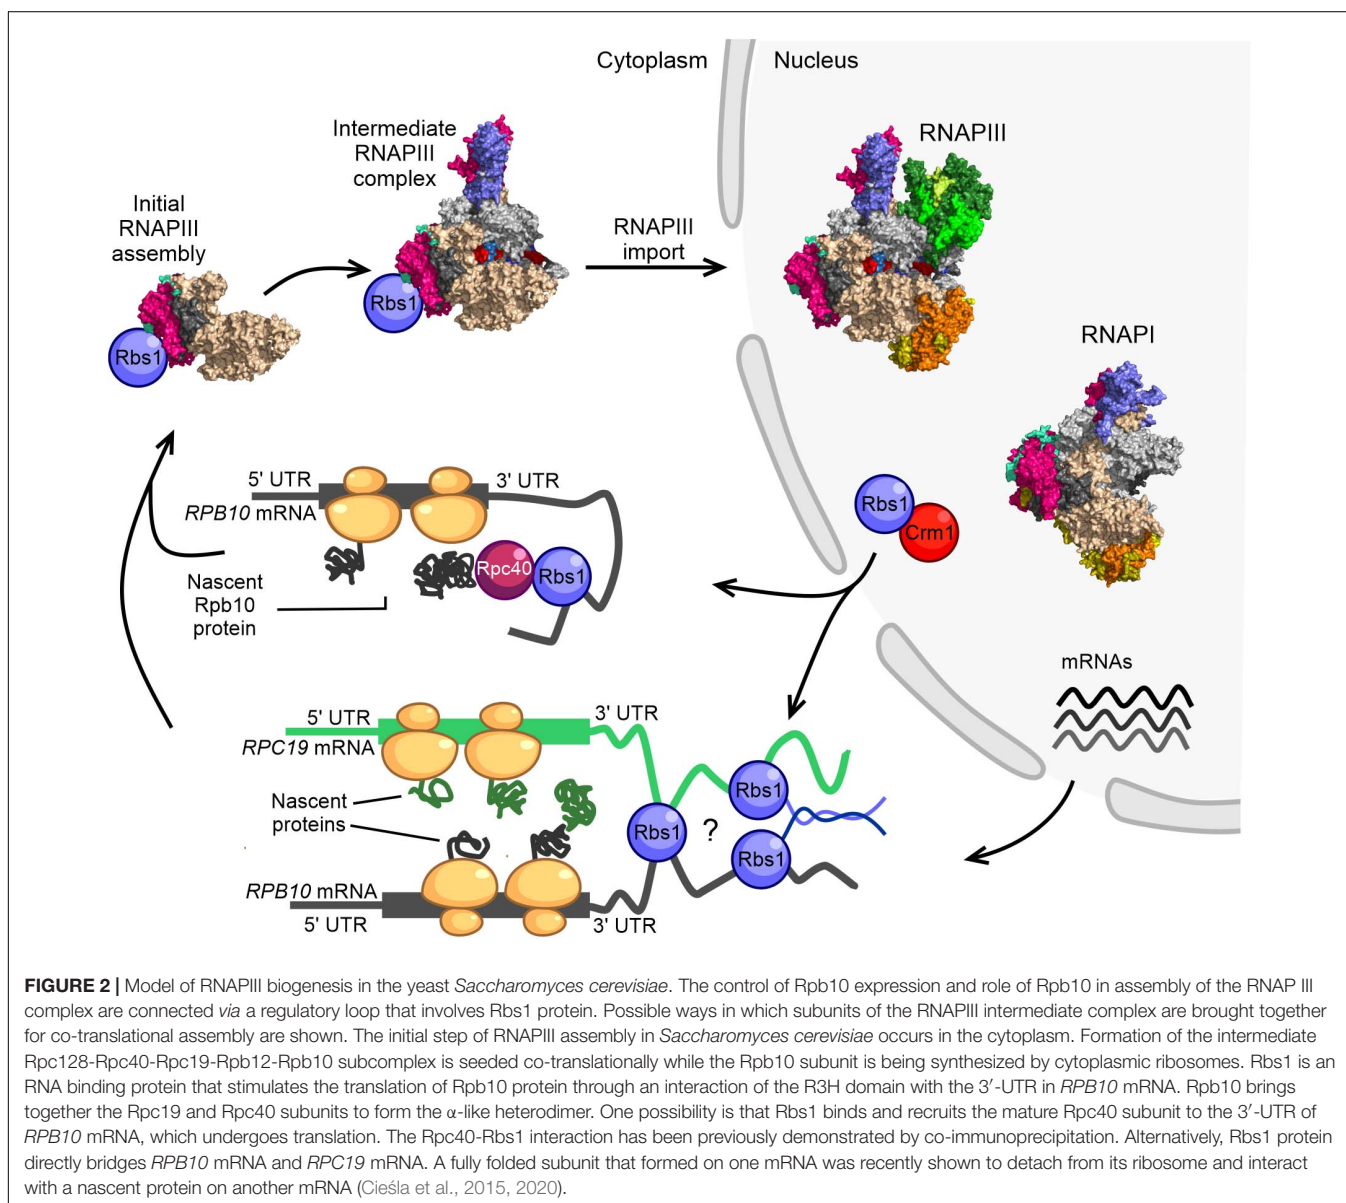 Cytoplasm
Nucleus
Intermediate
RNAPIII
complex
RNAPIII
Initial
RNAPIII
assembly
RNAPIII
import
Rbs1
Rbs1
RNAPI
5' UTR
3' UTR
RPB10 mRNA
Rbs1
Crm1
Rpc40
Rbs1
Nascent
Rpb10
protein
mRNAs
5' UTR
3' UTR
RPC19 mRNA
Rbs1
Nascent
proteins
Rbs1
?
Rbs1
RPB10 mRNA
5' UTR
3' UTR
FIGURE 2 | Model of RNAPIII biogenesis in the yeast Saccharomyces cerevisiae. The control of Rpb10 expression and role of Rpb10 in assembly of the RNAP III
complex are connected via a regulatory loop that involves Rbs1 protein. Possible ways in which subunits of the RNAPIII intermediate complex are brought together
for co-translational assembly are shown. The initial step of RNAPIII assembly in Saccharomyces cerevisiae occurs in the cytoplasm. Formation of the intermediate
Rpc128-Rpc40-Rpc19-Rpb12-Rpb10 subcomplex is seeded co-translationally while the Rpb10 subunit is being synthesized by cytoplasmic ribosomes. Rbs1 is an
RNA binding protein that stimulates the translation of Rpb10 protein through an interaction of the R3H domain with the 3′-UTR in RPB10 mRNA. Rpb10 brings
together the Rpc19 and Rpc40 subunits to form the α-like heterodimer. One possibility is that Rbs1 binds and recruits the mature Rpc40 subunit to the 3′-UTR of
RPB10 mRNA, which undergoes translation. The Rpc40-Rbs1 interaction has been previously demonstrated by co-immunoprecipitation. Alternatively, Rbs1 protein
directly bridges RPB10 mRNA and RPC19 mRNA. A fully folded subunit that formed on one mRNA was recently shown to detach from its ribosome and interact
with a nascent protein on another mRNA (Cieśla et al., 2015, 2020).